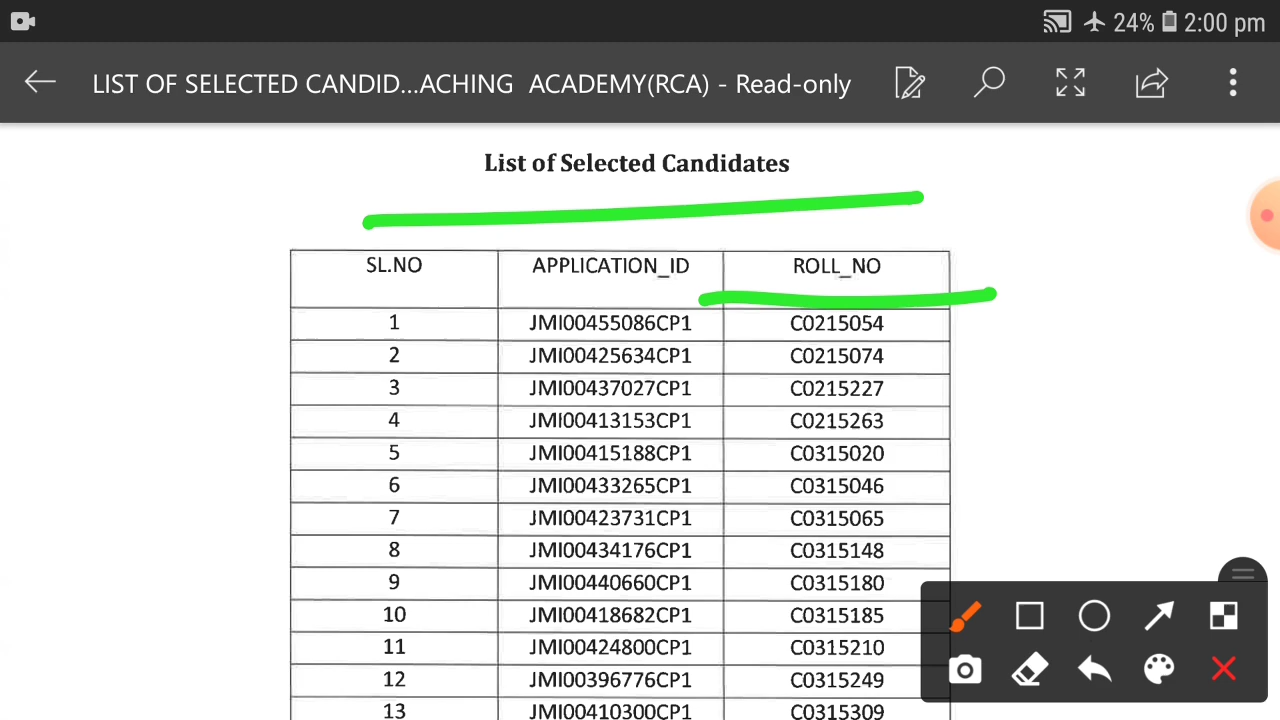 24% 2:00 pm
LIST OF SELECTED CANDID...ACHING ACADEMY(RCA) - Read-only
List of Selected Candidates
SL.NO APPLICATION_ID ROLL_NO
1 JMI00455086CP1 C0215054
2 JMI00425634CP1 C0215074
3 JMI00437027CP1 C0215227
4 JMI00413153CP1 C0215263
5 JMI00415188CP1 C0315020
6 JMI00433265CP1 C0315046
7 JMI00423731CP1 C0315065
8 JMI00434176CP1 C0315148
9 JMI00440660CP1 C0315180
10 JMI00418682CP1 C0315185
11 JMI00424800CP1 C0315210
12 JMI00396776CP1 C0315249
13 JMI00410300CP1 C0315309